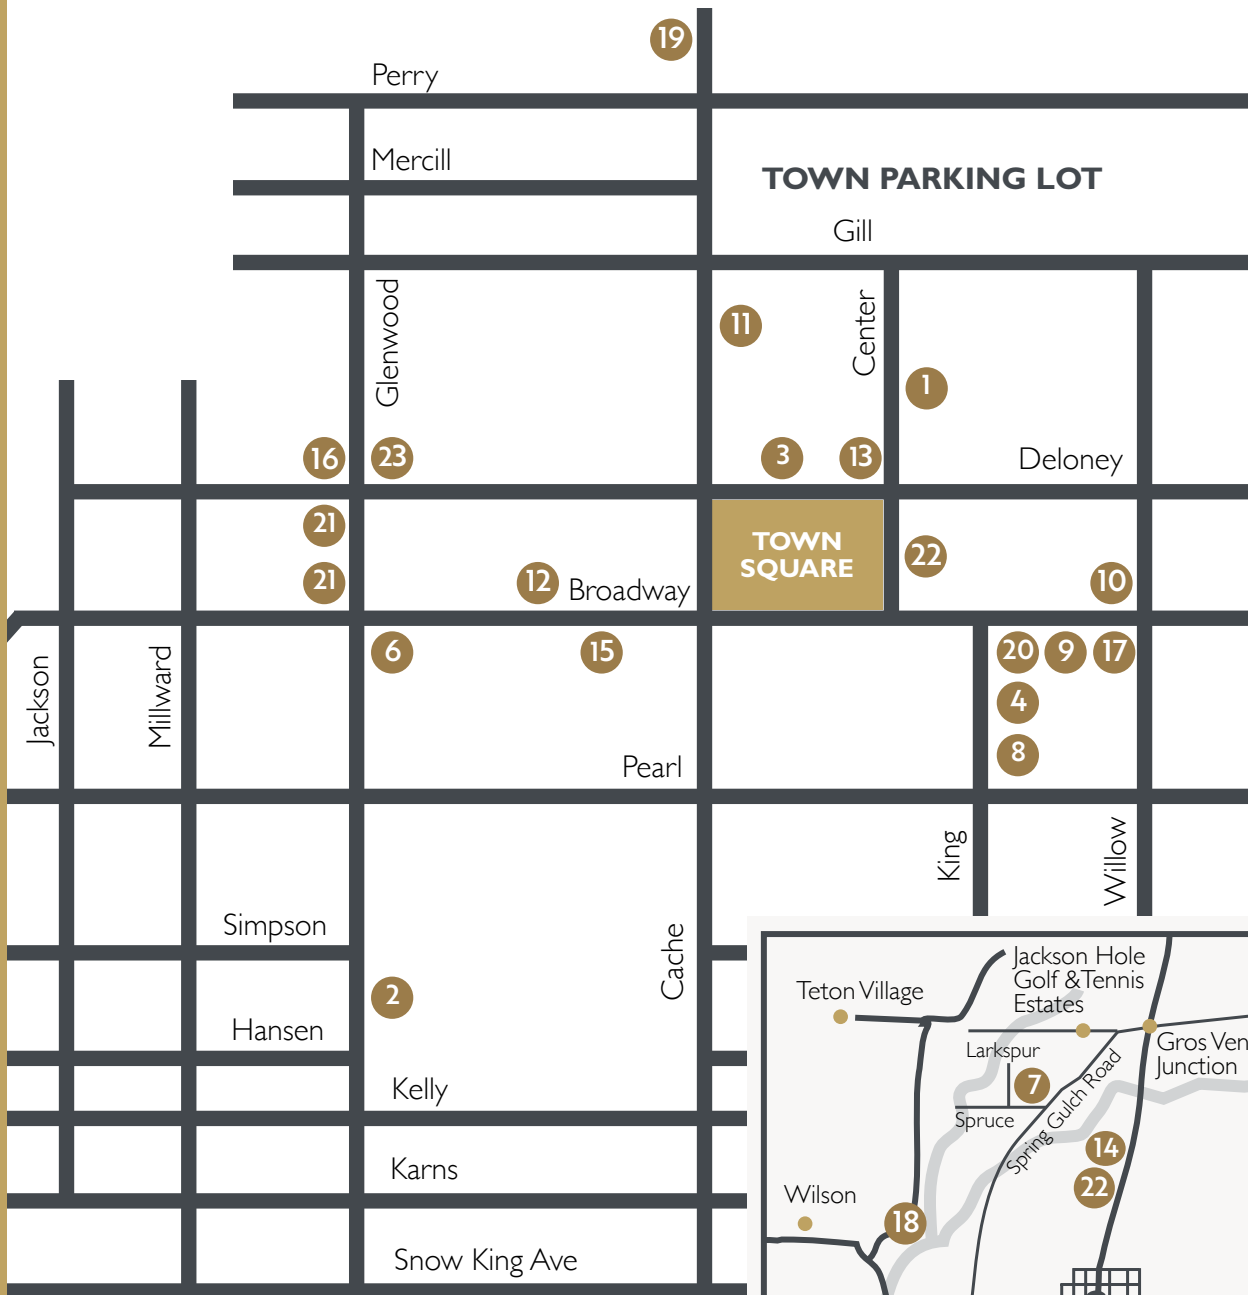 19
Perry
Mercill
TOWN PARKING LOT
Gill
Glenwood
Center
11
1
16
23
3
13
Deloney
21
22
TOWN
SQUARE
21
12
Broadway
10
6
15
20
9
17
Jackson
Millward
4
8
Pearl
King
Willow
Simpson
Cache
2
Hansen
Kelly
Karns
Snow King Ave
Jackson Hole
Golf & Tennis
Estates
Teton Village
Gros Ven
Junction
Larkspur
7
Spruce
Spring Gulch Road
14
22
Wilson
18